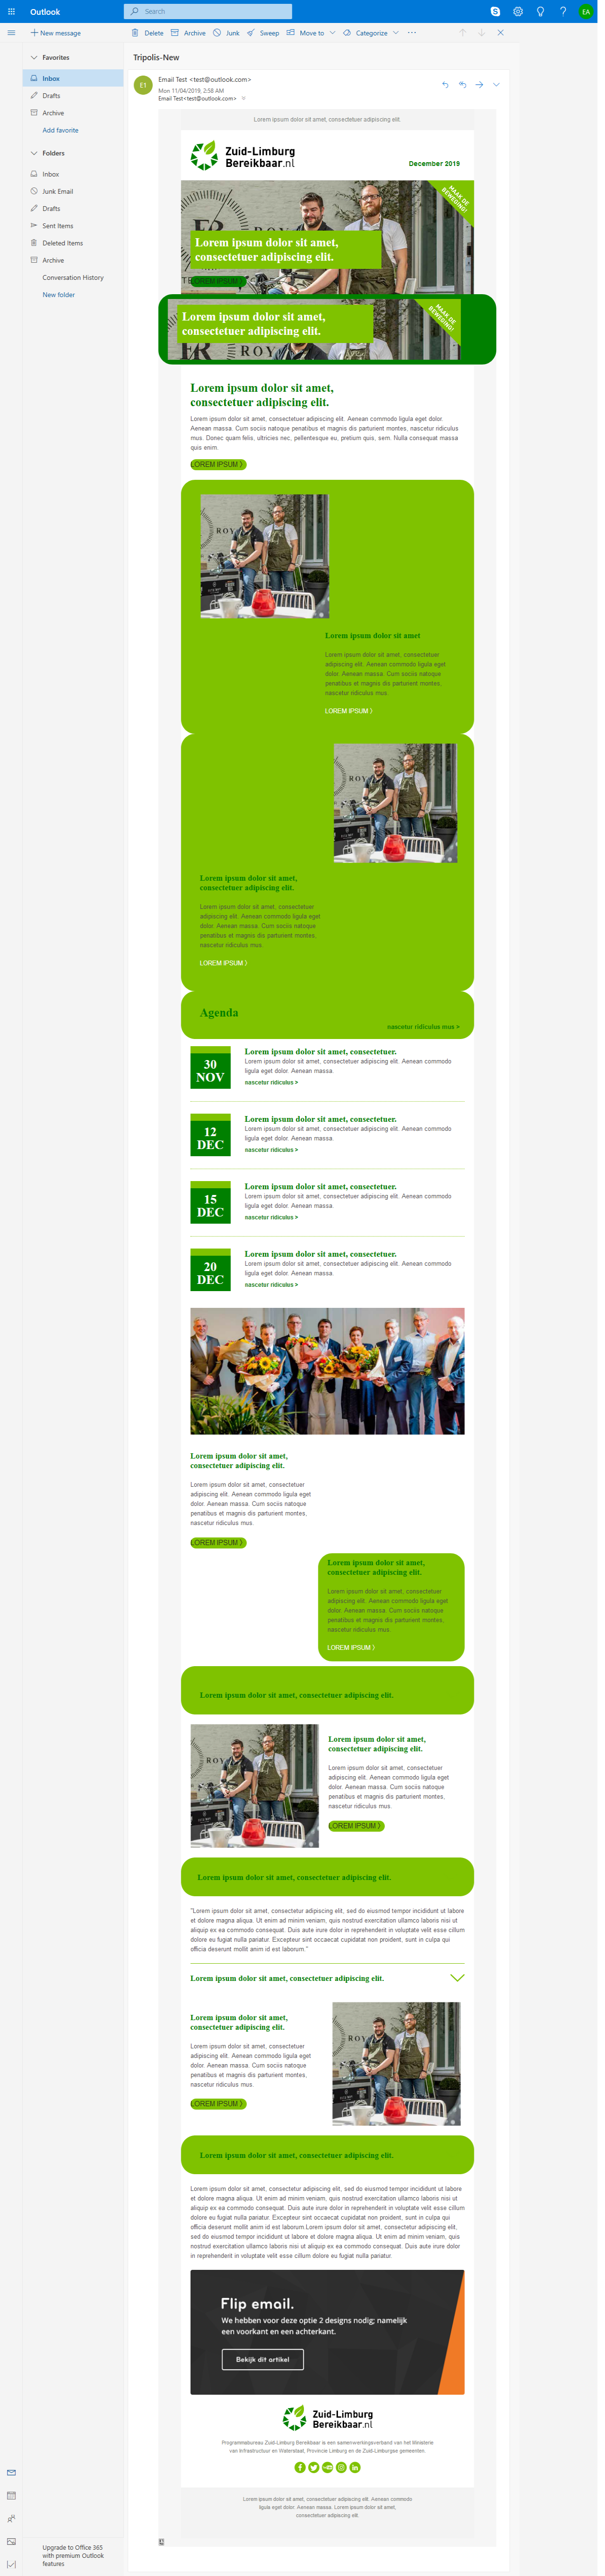 Outlook
Search
EA
New message
Delete
Archive
Junk
Sweep
Move to
Categorize
Favorites
Inbox
Drafts
Archive
Add favorite
Folders
Inbox
Junk Email
Drafts
Sent Items
Deleted Items
Archive
Conversation History
New folder
Upgrade to Office 365
with premium Outlook
features
Tripolis-New
E1
Email Test <test@outlook.com>
Mon 11/04/2019, 2:58 AM
Email Test<test@outlook.com>
Lorem ipsum dolor sit amet, consectetuer adipiscing elit.
Zuid-Limburg
Bereikbaar.nl
December 2019
MAAK DE
BEWEGING!
Lorem ipsum dolor sit amet,
consectetuer adipiscing elit.
LOREM IPSUM 〉
MAAK DE
BEWEGING!
Lorem ipsum dolor sit amet,
consectetuer adipiscing elit.
ROY
Lorem ipsum dolor sit amet,
consectetuer adipiscing elit.
Lorem ipsum dolor sit amet, consectetuer adipiscing elit. Aenean commodo ligula eget dolor.
Aenean massa. Cum sociis natoque penatibus et magnis dis parturient montes, nascetur ridiculus
mus. Donec quam felis, ultricies nec, pellentesque eu, pretium quis, sem. Nulla consequat massa
quis enim.
LOREM IPSUM 〉
Lorem ipsum dolor sit amet
Lorem ipsum dolor sit amet, consectetuer
adipiscing elit. Aenean commodo ligula eget
dolor. Aenean massa. Cum sociis natoque
penatibus et magnis dis parturient montes,
nascetur ridiculus mus.
LOREM IPSUM 〉
Lorem ipsum dolor sit amet,
consectetuer adipiscing elit.
Lorem ipsum dolor sit amet, consectetuer
adipiscing elit. Aenean commodo ligula eget
dolor. Aenean massa. Cum sociis natoque
penatibus et magnis dis parturient montes,
nascetur ridiculus mus.
LOREM IPSUM 〉
Agenda
nascetur ridiculus mus >
30
NOV
Lorem ipsum dolor sit amet, consectetuer.
Lorem ipsum dolor sit amet, consectetuer adipiscing elit. Aenean commodo
ligula eget dolor. Aenean massa.
nascetur ridiculus >
12
DEC
Lorem ipsum dolor sit amet, consectetuer.
Lorem ipsum dolor sit amet, consectetuer adipiscing elit. Aenean commodo
ligula eget dolor. Aenean massa.
nascetur ridiculus >
15
DEC
Lorem ipsum dolor sit amet, consectetuer.
Lorem ipsum dolor sit amet, consectetuer adipiscing elit. Aenean commodo
ligula eget dolor. Aenean massa.
nascetur ridiculus >
20
DEC
Lorem ipsum dolor sit amet, consectetuer.
Lorem ipsum dolor sit amet, consectetuer adipiscing elit. Aenean commodo
ligula eget dolor. Aenean massa.
nascetur ridiculus >
Lorem ipsum dolor sit amet,
consectetuer adipiscing elit.
Lorem ipsum dolor sit amet, consectetuer
adipiscing elit. Aenean commodo ligula eget
dolor. Aenean massa. Cum sociis natoque
penatibus et magnis dis parturient montes,
nascetur ridiculus mus.
LOREM IPSUM 〉
Lorem ipsum dolor sit amet,
consectetuer adipiscing elit.
Lorem ipsum dolor sit amet, consectetuer
adipiscing elit. Aenean commodo ligula eget
dolor. Aenean massa. Cum sociis natoque
penatibus et magnis dis parturient montes,
nascetur ridiculus mus.
LOREM IPSUM 〉
Lorem ipsum dolor sit amet, consectetuer adipiscing elit.
Lorem ipsum dolor sit amet,
consectetuer adipiscing elit.
Lorem ipsum dolor sit amet, consectetuer
adipiscing elit. Aenean commodo ligula eget
dolor. Aenean massa. Cum sociis natoque
penatibus et magnis dis parturient montes,
nascetur ridiculus mus.
LOREM IPSUM 〉
Lorem ipsum dolor sit amet, consectetuer adipiscing elit.
"Lorem ipsum dolor sit amet, consectetur adipiscing elit, sed do eiusmod tempor incididunt ut labore
et dolore magna aliqua. Ut enim ad minim veniam, quis nostrud exercitation ullamco laboris nisi ut
aliquip ex ea commodo consequat. Duis aute irure dolor in reprehenderit in voluptate velit esse cillum
dolore eu fugiat nulla pariatur. Excepteur sint occaecat cupidatat non proident, sunt in culpa qui
officia deserunt mollit anim id est laborum."
Lorem ipsum dolor sit amet, consectetuer adipiscing elit.
Lorem ipsum dolor sit amet,
consectetuer adipiscing elit.
Lorem ipsum dolor sit amet, consectetuer
adipiscing elit. Aenean commodo ligula eget
dolor. Aenean massa. Cum sociis natoque
penatibus et magnis dis parturient montes,
nascetur ridiculus mus.
LOREM IPSUM 〉
Lorem ipsum dolor sit amet, consectetuer adipiscing elit.
Lorem ipsum dolor sit amet, consectetur adipiscing elit, sed do eiusmod tempor incididunt ut labore
et dolore magna aliqua. Ut enim ad minim veniam, quis nostrud exercitation ullamco laboris nisi ut
aliquip ex ea commodo consequat. Duis aute irure dolor in reprehenderit in voluptate velit esse cillum
dolore eu fugiat nulla pariatur. Excepteur sint occaecat cupidatat non proident, sunt in culpa qui
officia deserunt mollit anim id est laborum.Lorem ipsum dolor sit amet, consectetur adipiscing elit,
sed do eiusmod tempor incididunt ut labore et dolore magna aliqua. Ut enim ad minim veniam, quis
nostrud exercitation ullamco laboris nisi ut aliquip ex ea commodo consequat. Duis aute irure dolor
in reprehenderit in voluptate velit esse cillum dolore eu fugiat nulla pariatur.
Flip email.
We hebben voor deze optie 2 designs nodig; namelijk
een voorkant en een achterkant.
Bekijk dit artikel
Zuid-Limburg
Bereikbaar.nl
Programmabureau Zuid-Limburg Bereikbaar is een samenwerkingsverband van het Ministerie
van Infrastructuur en Waterstaat, Provincie Limburg en de Zuid-Limburgse gemeenten.
Lorem ipsum dolor sit amet, consectetuer adipiscing elit. Aenean commodo
ligula eget dolor. Aenean massa. Lorem ipsum dolor sit amet,
consectetuer adipiscing elit.